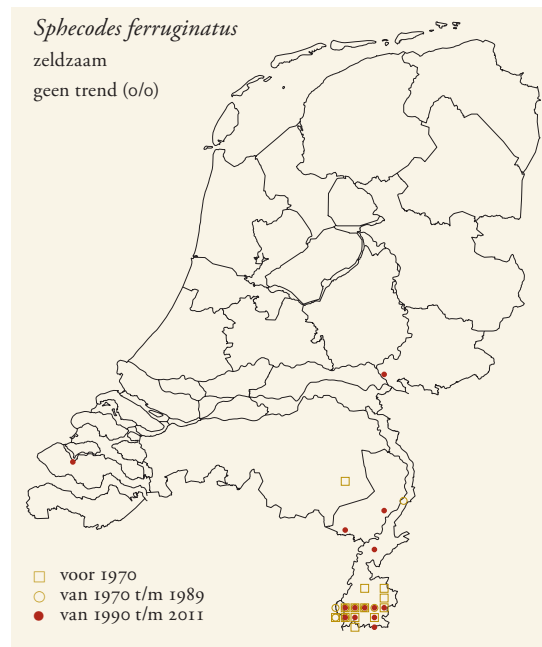 Sphecodes ferruginatus
zeldzaam
geen trend (0/0)
voor 1970
van 1970 t/m 1989
van 1990 t/m 2011